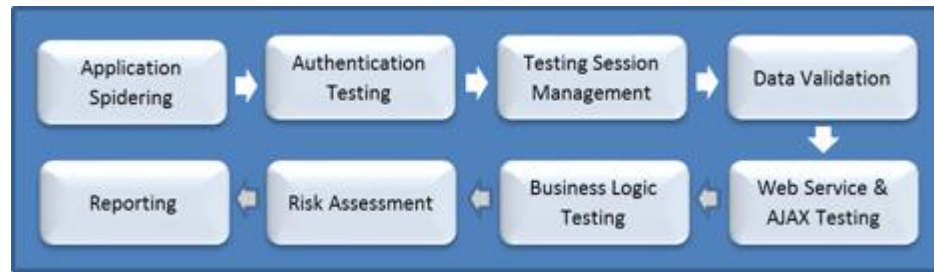 Application
Spidering
Authentication
Testing
Testing Session
Management
Data Validation
Web Service &
AJAX Testing
Business Logic
Testing
Risk Assessment
Reporting